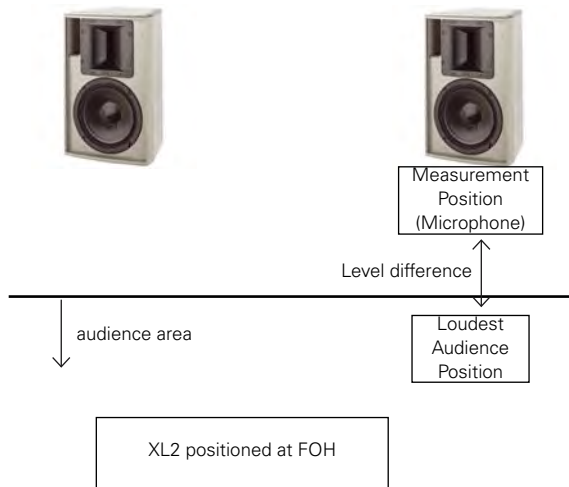 Measurement
Position
(Microphone)
Level difference
audience area
Loudest
Audience
Position
XL2 positioned at FOH